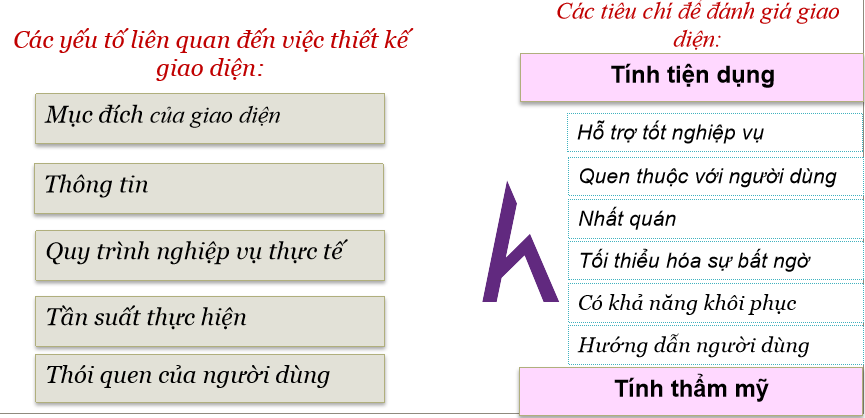 Các yếu tố liên quan đến việc thiết kế
giao diện:
Mục đích của giao diện
Thông tin
Quy trình nghiệp vụ thực tế
Tần suất thực hiện
Thói quen của người dùng
Các tiêu chí để đánh giá giao
diện:
Tính tiện dụng
Hỗ trợ tốt nghiệp vụ
Quen thuộc với người dùng
Nhất quán
Tối thiểu hóa sự bất ngờ
Có khả năng khôi phục
Hướng dẫn người dùng
Tính thẩm mỹ